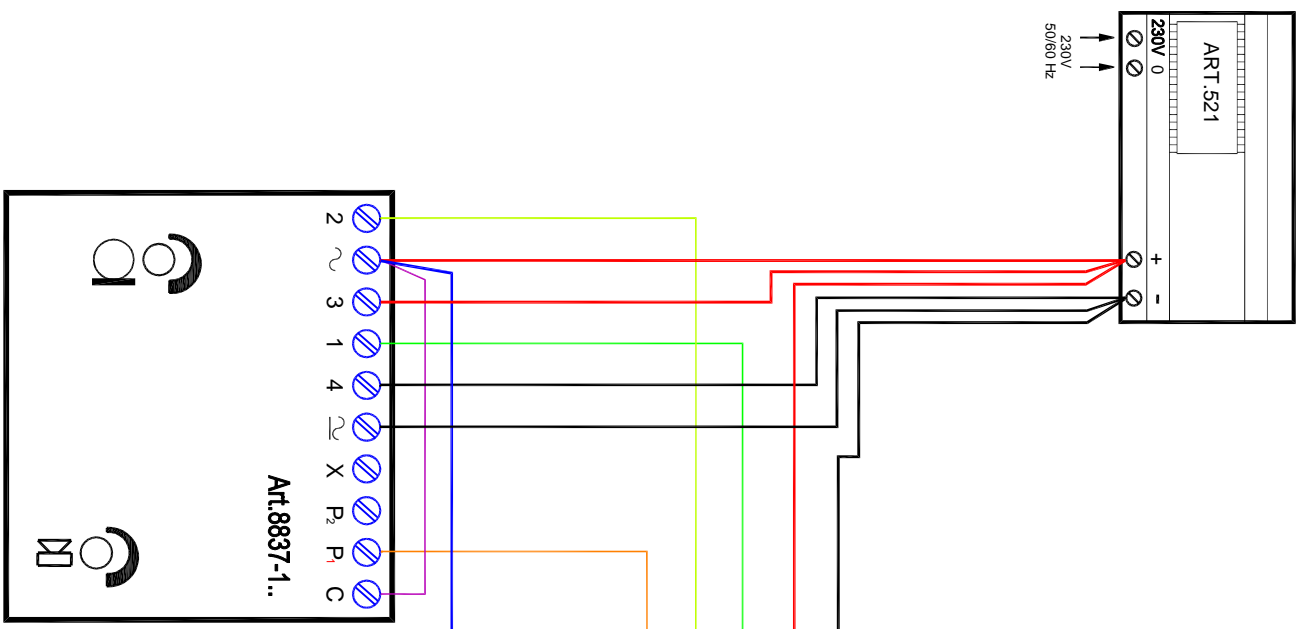 230V
50/60 Hz
230V 0
ART.521
+
-
2
~
3
1
4
X
P₂
P₁
C
Art.8837-1..